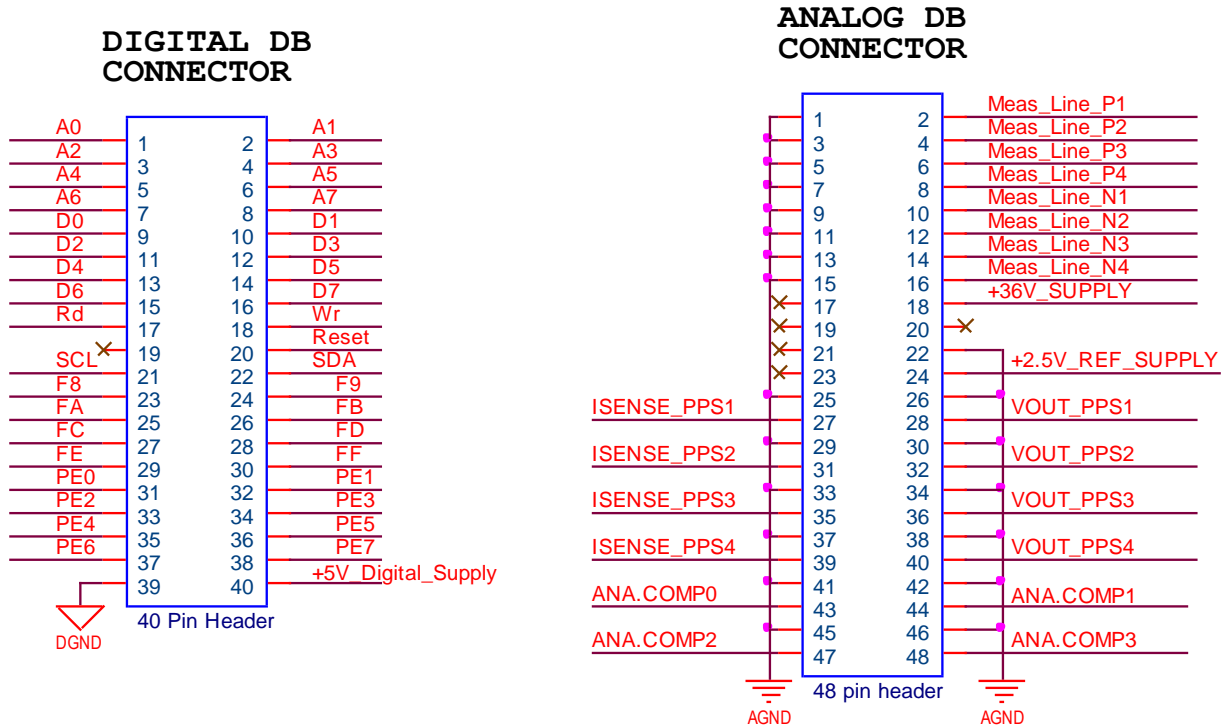 DIGITAL DB
CONNECTOR
A0 1 2 A1
A2 3 4 A3
A4 5 6 A5
A6 7 8 A7
D0 9 10 D1
D2 11 12 D3
D4 13 14 D5
D6 15 16 D7
Rd 17 18 Wr
19 20 Reset
SCL 21 22 SDA
F8 23 24 F9
FA 25 26 FB
FC 27 28 FD
FE 29 30 FF
PE0 31 32 PE1
PE2 33 34 PE3
PE4 35 36 PE5
PE6 37 38 PE7
39 40 +5V_Digital_Supply
40 Pin Header
DGND
ANALOG DB
CONNECTOR
1 2 Meas_Line_P1
3 4 Meas_Line_P2
5 6 Meas_Line_P3
7 8 Meas_Line_P4
9 10 Meas_Line_N1
11 12 Meas_Line_N2
13 14 Meas_Line_N3
15 16 Meas_Line_N4
17 18 +36V_SUPPLY
19 20
21 22
23 24 +2.5V_REF_SUPPLY
25 26
ISENSE_PPS1 27 28 VOUT_PPS1
29 30
ISENSE_PPS2 31 32 VOUT_PPS2
33 34
ISENSE_PPS3 35 36 VOUT_PPS3
37 38
ISENSE_PPS4 39 40 VOUT_PPS4
41 42
ANA.COMP0 43 44 ANA.COMP1
45 46
ANA.COMP2 47 48 ANA.COMP3
48 pin header
AGND AGND